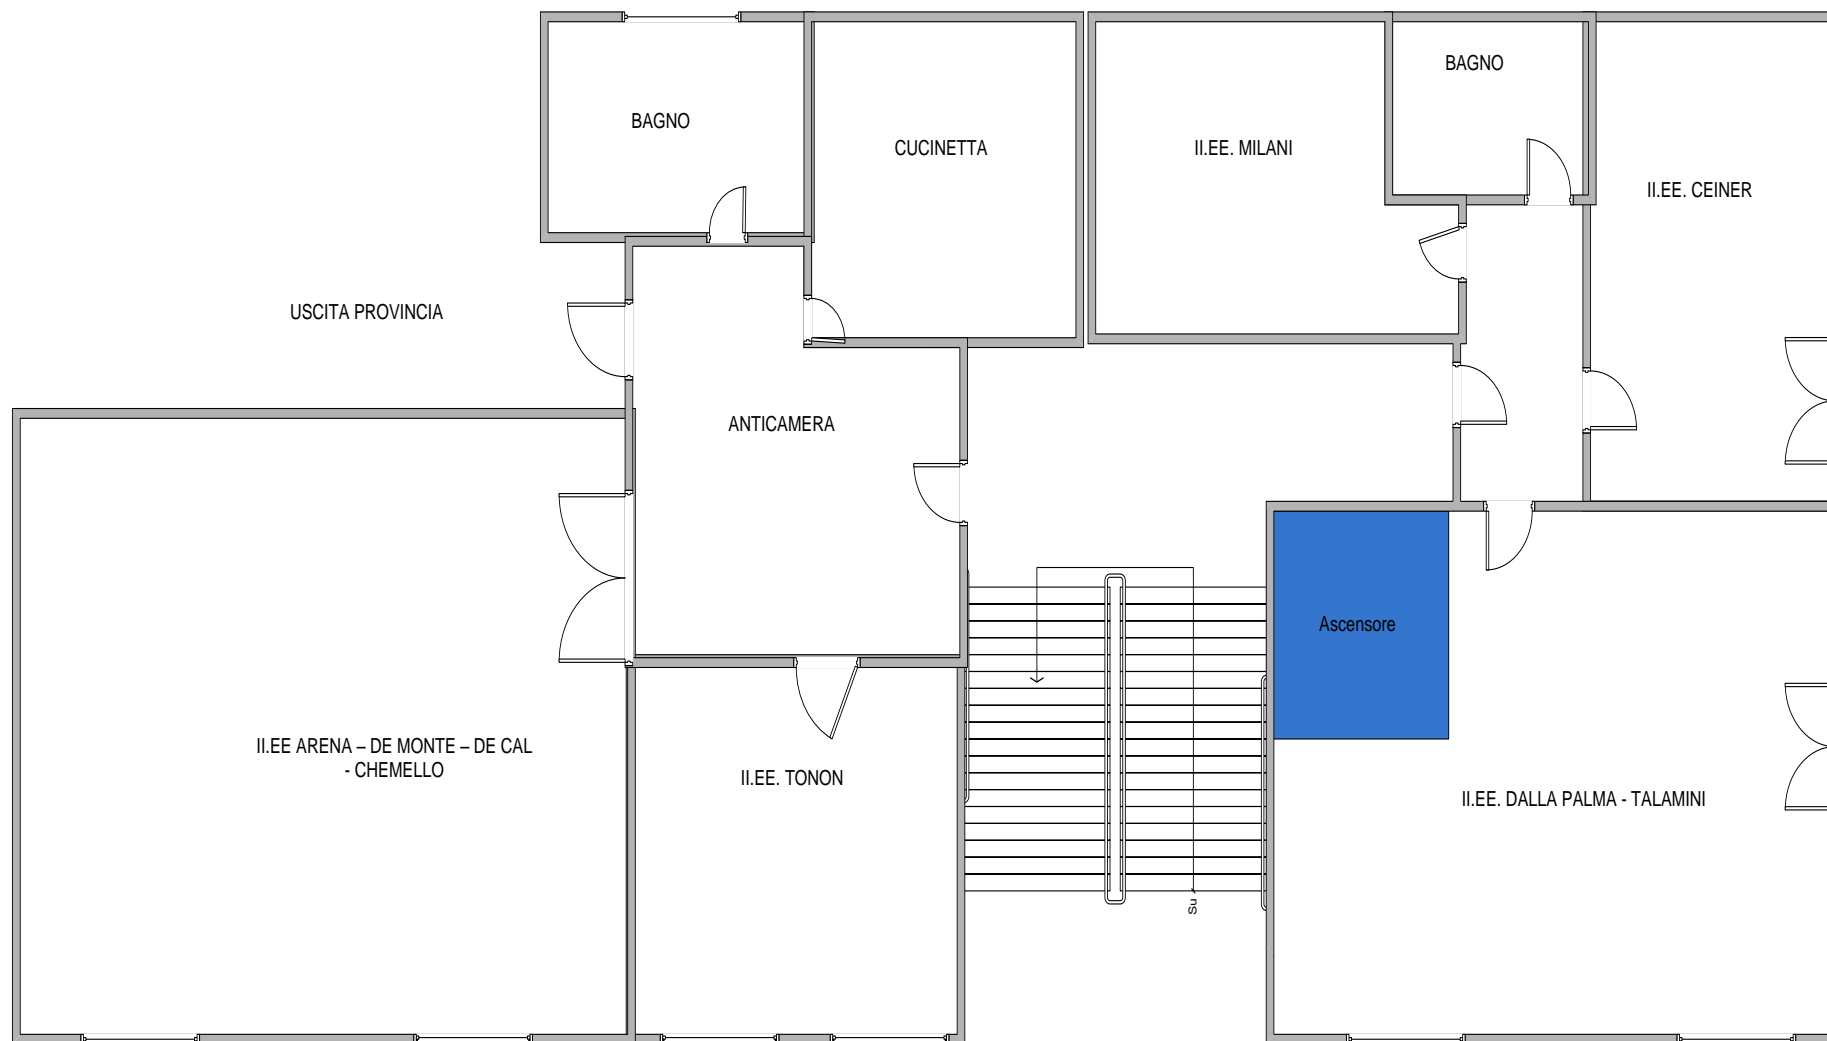 BAGNO
BAGNO
CUCINETTA
II.EE. MILANI
II.EE. CEINER
USCITA PROVINCIA
ANTICAMERA
Ascensore
II.EE ARENA – DE MONTE – DE CAL
- CHEMELLO
II.EE. TONON
II.EE. DALLA PALMA - TALAMINI
Su